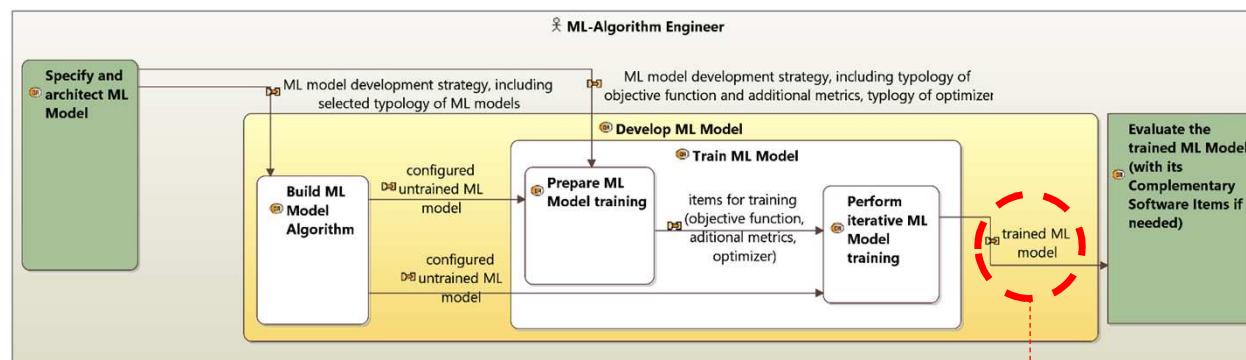 ML-Algorithm Engineer
Specify and
architect ML
Model
ML model development strategy, including
selected typology of ML models
ML model development strategy, including typology of
objective function and additional metrics, typlogy of optimizer
Develop ML Model
Train ML Model
Build ML
Model
Algorithm
configured
untrained ML
model
configured
untrained ML
model
Prepare ML
Model training
items for training
(objective function,
aditional metrics,
optimizer)
Perform
iterative ML
Model
training
trained ML
model
Evaluate the
trained ML Model
(with its
Complementary
Software Items if
needed)